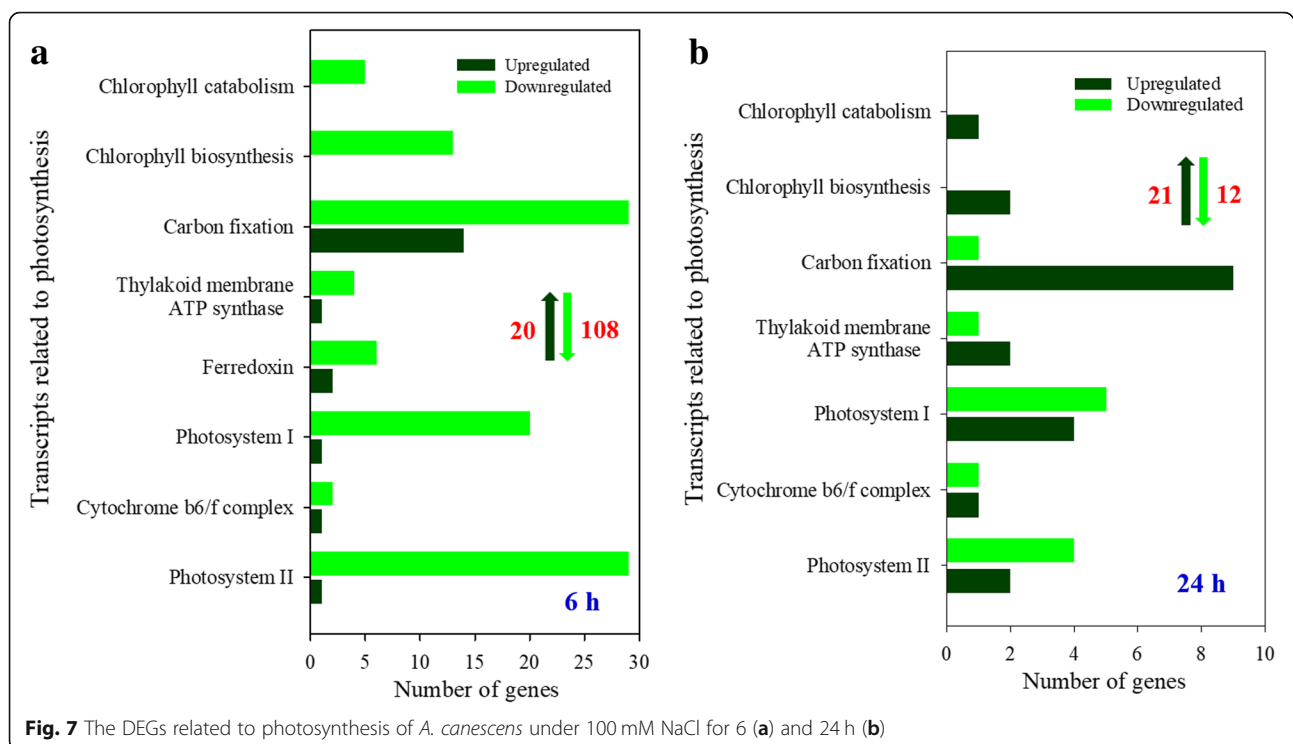 a
Transcripts related to photosynthesis
Upregulated
Downregulated
Chlorophyll catabolism
Chlorophyll biosynthesis
Carbon fixation
Thylakoid membrane
ATP synthase
Ferredoxin
Photosystem I
Cytochrome b6/f complex
Photosystem II
20
108
6 h
0 5 10 15 20 25 30
Number of genes
b
Transcripts related to photosynthesis
Upregulated
Downregulated
Chlorophyll catabolism
Chlorophyll biosynthesis
Carbon fixation
Thylakoid membrane
ATP synthase
Photosystem I
Cytochrome b6/f complex
Photosystem II
21
12
24 h
0 2 4 6 8 10
Number of genes
Fig. 7 The DEGs related to photosynthesis of A. canescens under 100 mM NaCl for 6 (a) and 24 h (b)